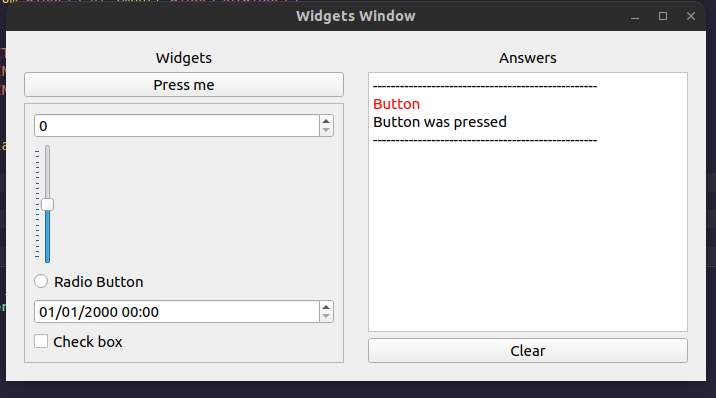 Widgets Window
Widgets
Answers
Press me
0
Radio Button
01/01/2000 00:00
Check box
--------------------------------------------------
Button
Button was pressed
--------------------------------------------------
Clear